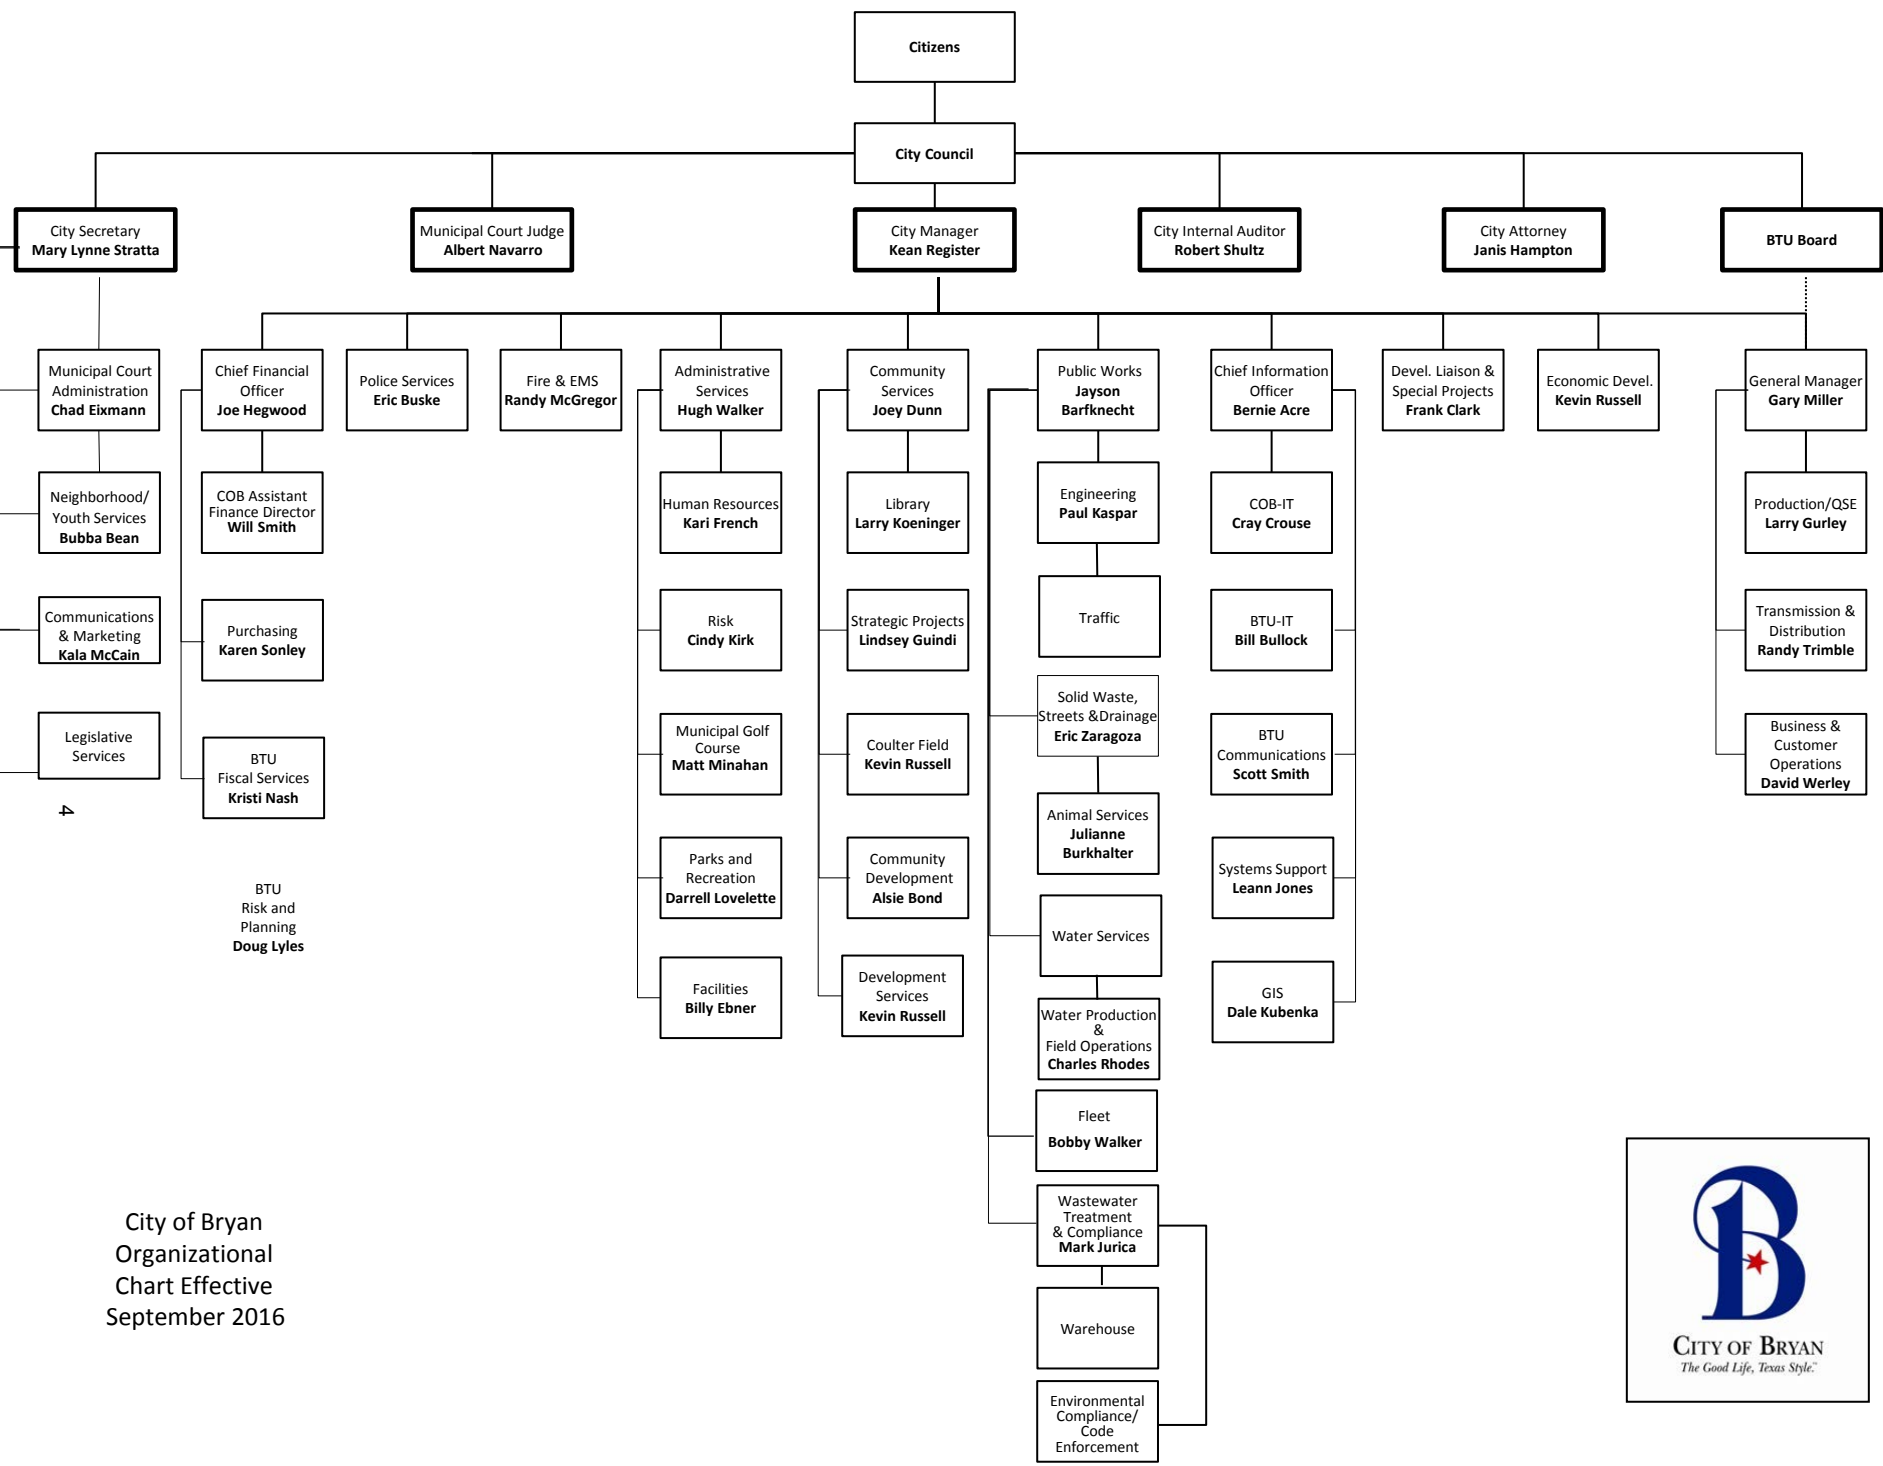 Citizens
City Council
City Secretary
Mary Lynne Stratta
Municipal Court Judge
Albert Navarro
City Manager
Kean Register
City Internal Auditor
Robert Shultz
City Attorney
Janis Hampton
BTU Board
Municipal Court
Administration
Chad Eixmann
Chief Financial
Officer
Joe Hegwood
Police Services
Eric Buske
Fire & EMS
Randy McGregor
Administrative
Services
Hugh Walker
Community
Services
Joey Dunn
Public Works
Jayson
Barfknecht
Chief Information
Officer
Bernie Acre
Devel. Liaison &
Special Projects
Frank Clark
Economic Devel.
Kevin Russell
General Manager
Gary Miller
Neighborhood/
Youth Services
Bubba Bean
COB Assistant
Finance Director
Will Smith
Human Resources
Kari French
Library
Larry Koeninger
Engineering
Paul Kaspar
COB-IT
Cray Crouse
Production/QSE
Larry Gurley
Communications
& Marketing
Kala McCain
Purchasing
Karen Sonley
Risk
Cindy Kirk
Strategic Projects
Lindsey Guindi
Traffic
BTU-IT
Bill Bullock
Transmission &
Distribution
Randy Trimble
Legislative
Services
BTU
Fiscal Services
Kristi Nash
Municipal Golf
Course
Matt Minahan
Coulter Field
Kevin Russell
Solid Waste,
Streets &Drainage
Eric Zaragoza
BTU
Communications
Scott Smith
Business &
Customer
Operations
David Werley
4
Animal Services
Julianne
Burkhalter
BTU
Risk and
Planning
Doug Lyles
Parks and
Recreation
Darrell Lovelette
Community
Development
Alsie Bond
Water Services
Systems Support
Leann Jones
Facilities
Billy Ebner
Development
Services
Kevin Russell
Water Production
&
Field Operations
Charles Rhodes
GIS
Dale Kubenka
Fleet
Bobby Walker
Wastewater
Treatment
& Compliance
Mark Jurica
Warehouse
Environmental
Compliance/
Code
Enforcement
City of Bryan
Organizational
Chart Effective
September 2016
B
CITY OF BRYAN
The Good Life, Texas Style.™